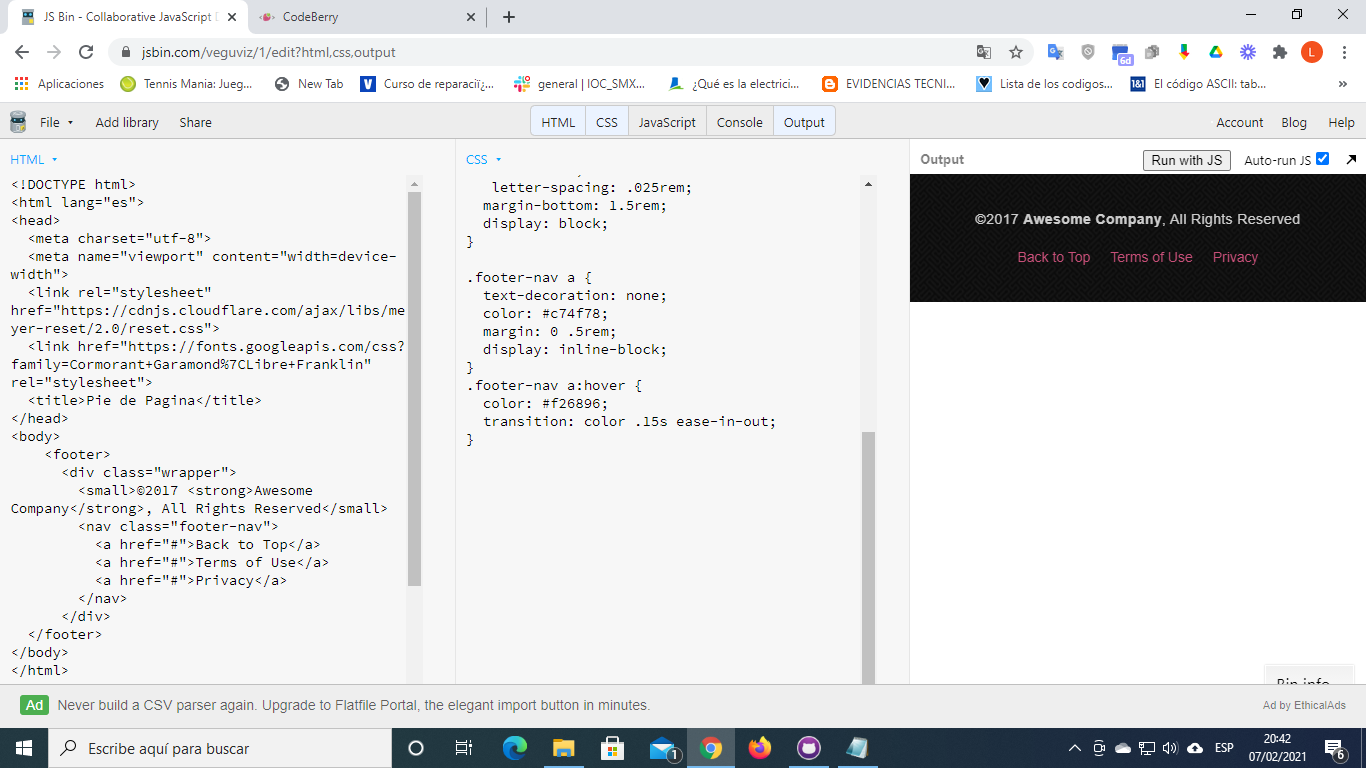 JS Bin - Collaborative JavaScript
CodeBerry
jsbin.com/veguviz/1/edit?html,css,output
6d
L
Aplicaciones
Tennis Mania: Jueg...
New Tab
Curso de reparacií¿...
general | IOC_SMX...
¿Qué es la electrici...
EVIDENCIAS TECNI...
Lista de los codigos...
1&1
El código ASCII: tab...
»
File
Add library
Share
HTML
CSS
JavaScript
Console
Output
Account
Blog
Help
HTML
<!DOCTYPE html>
<html lang="es">
<head>
<meta charset="utf-8">
<meta name="viewport" content="width=device-
width">
<link rel="stylesheet"
href="https://cdnjs.cloudflare.com/ajax/libs/me
yer-reset/2.0/reset.css">
<link href="https://fonts.googleapis.com/css?
family=Cormorant+Garamond%7CLibre+Franklin"
rel="stylesheet">
<title>Pie de Pagina</title>
</head>
<body>
<footer>
<div class="wrapper">
<small>©2017 <strong>Awesome
Company</strong>, All Rights Reserved</small>
<nav class="footer-nav">
<a href="#">Back to Top</a>
<a href="#">Terms of Use</a>
<a href="#">Privacy</a>
</nav>
</div>
</footer>
</body>
</html>
CSS
letter-spacing: .025rem;
margin-bottom: 1.5rem;
display: block;
}
.footer-nav a {
text-decoration: none;
color: #c74f78;
margin: 0 .5rem;
display: inline-block;
}
.footer-nav a:hover {
color: #f26896;
transition: color .15s ease-in-out;
}
Output
Run with JS
Auto-run JS
©2017 Awesome Company, All Rights Reserved
Back to Top Terms of Use Privacy
Bin info
Ad Never build a CSV parser again. Upgrade to Flatfile Portal, the elegant import button in minutes.
Ad by EthicalAds
Escribe aquí para buscar
1
ESP
20:42
07/02/2021
6